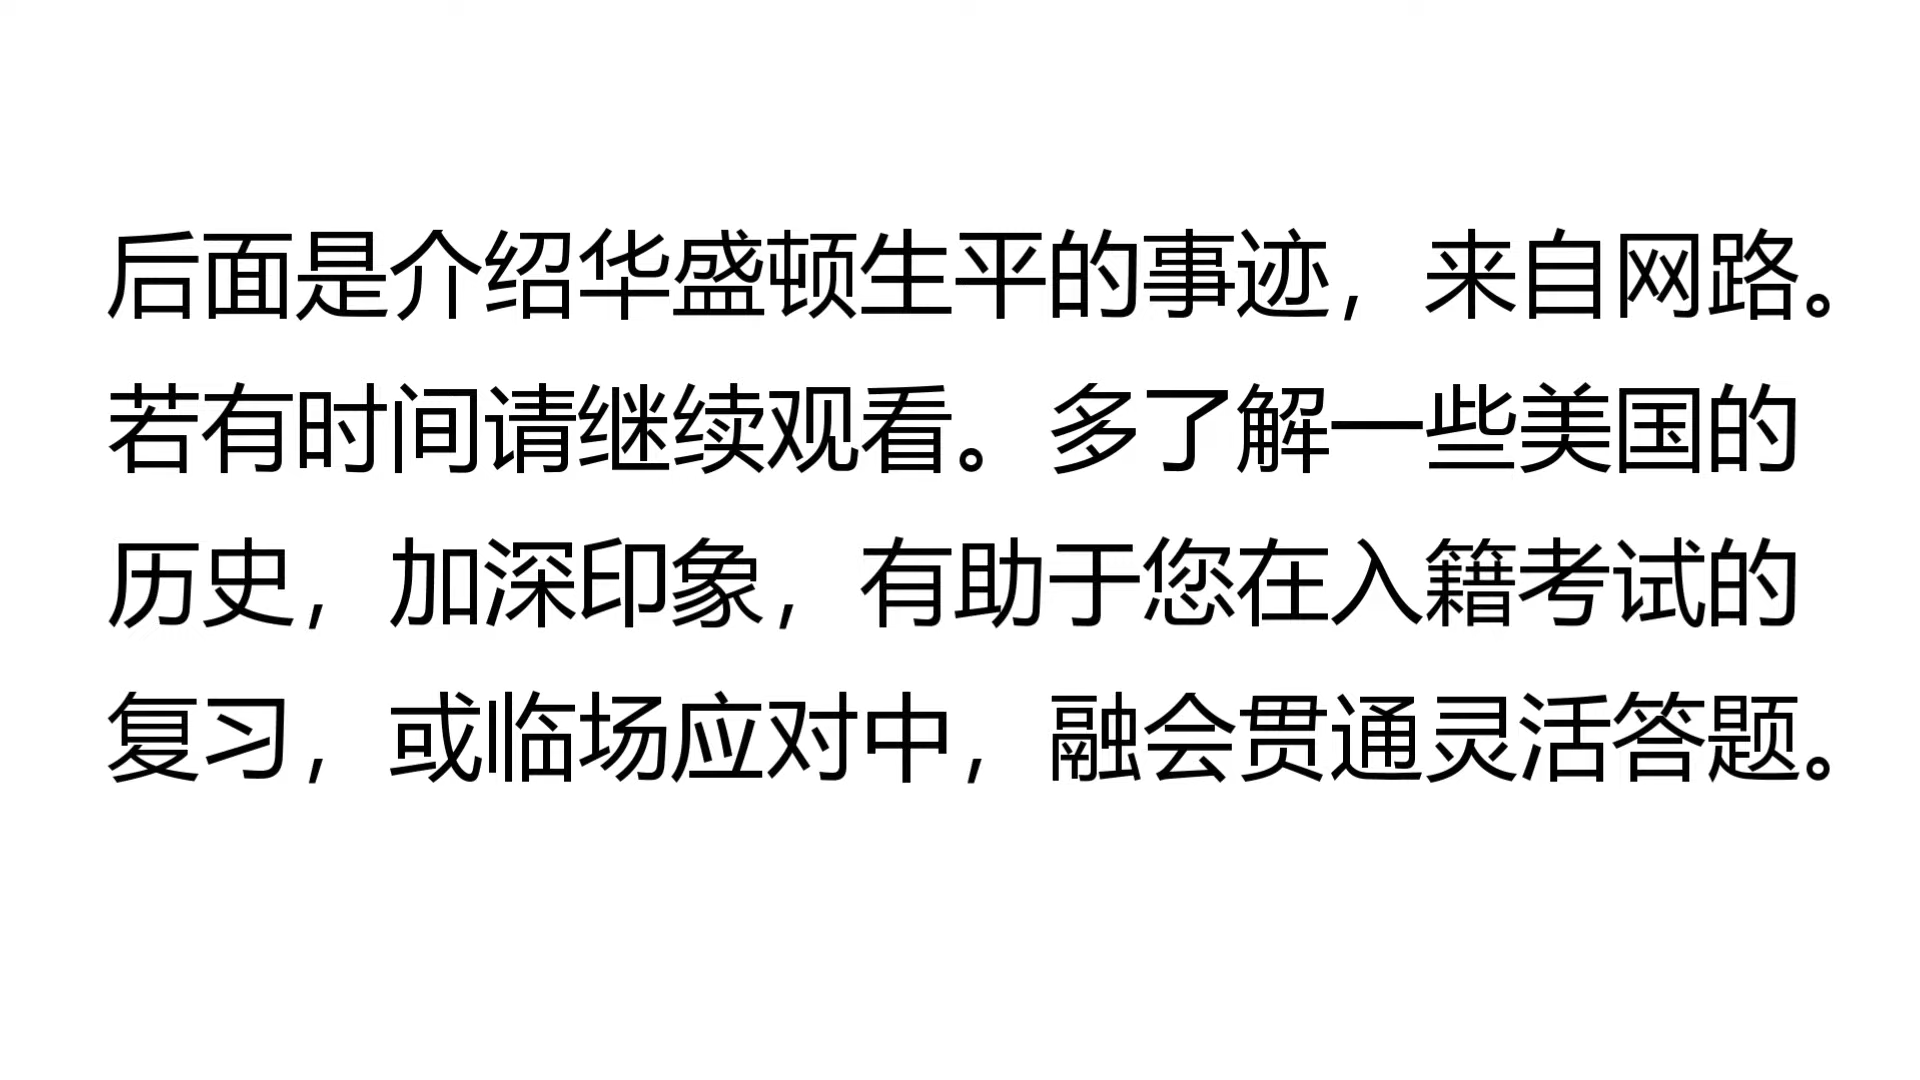 后面是介绍华盛顿生平的事迹，来自网路。
若有时间请继续观看。多了解一些美国的
历史，加深印象，有助于您在入籍考试的
复习，或临场应对中，融会贯通灵活答题。